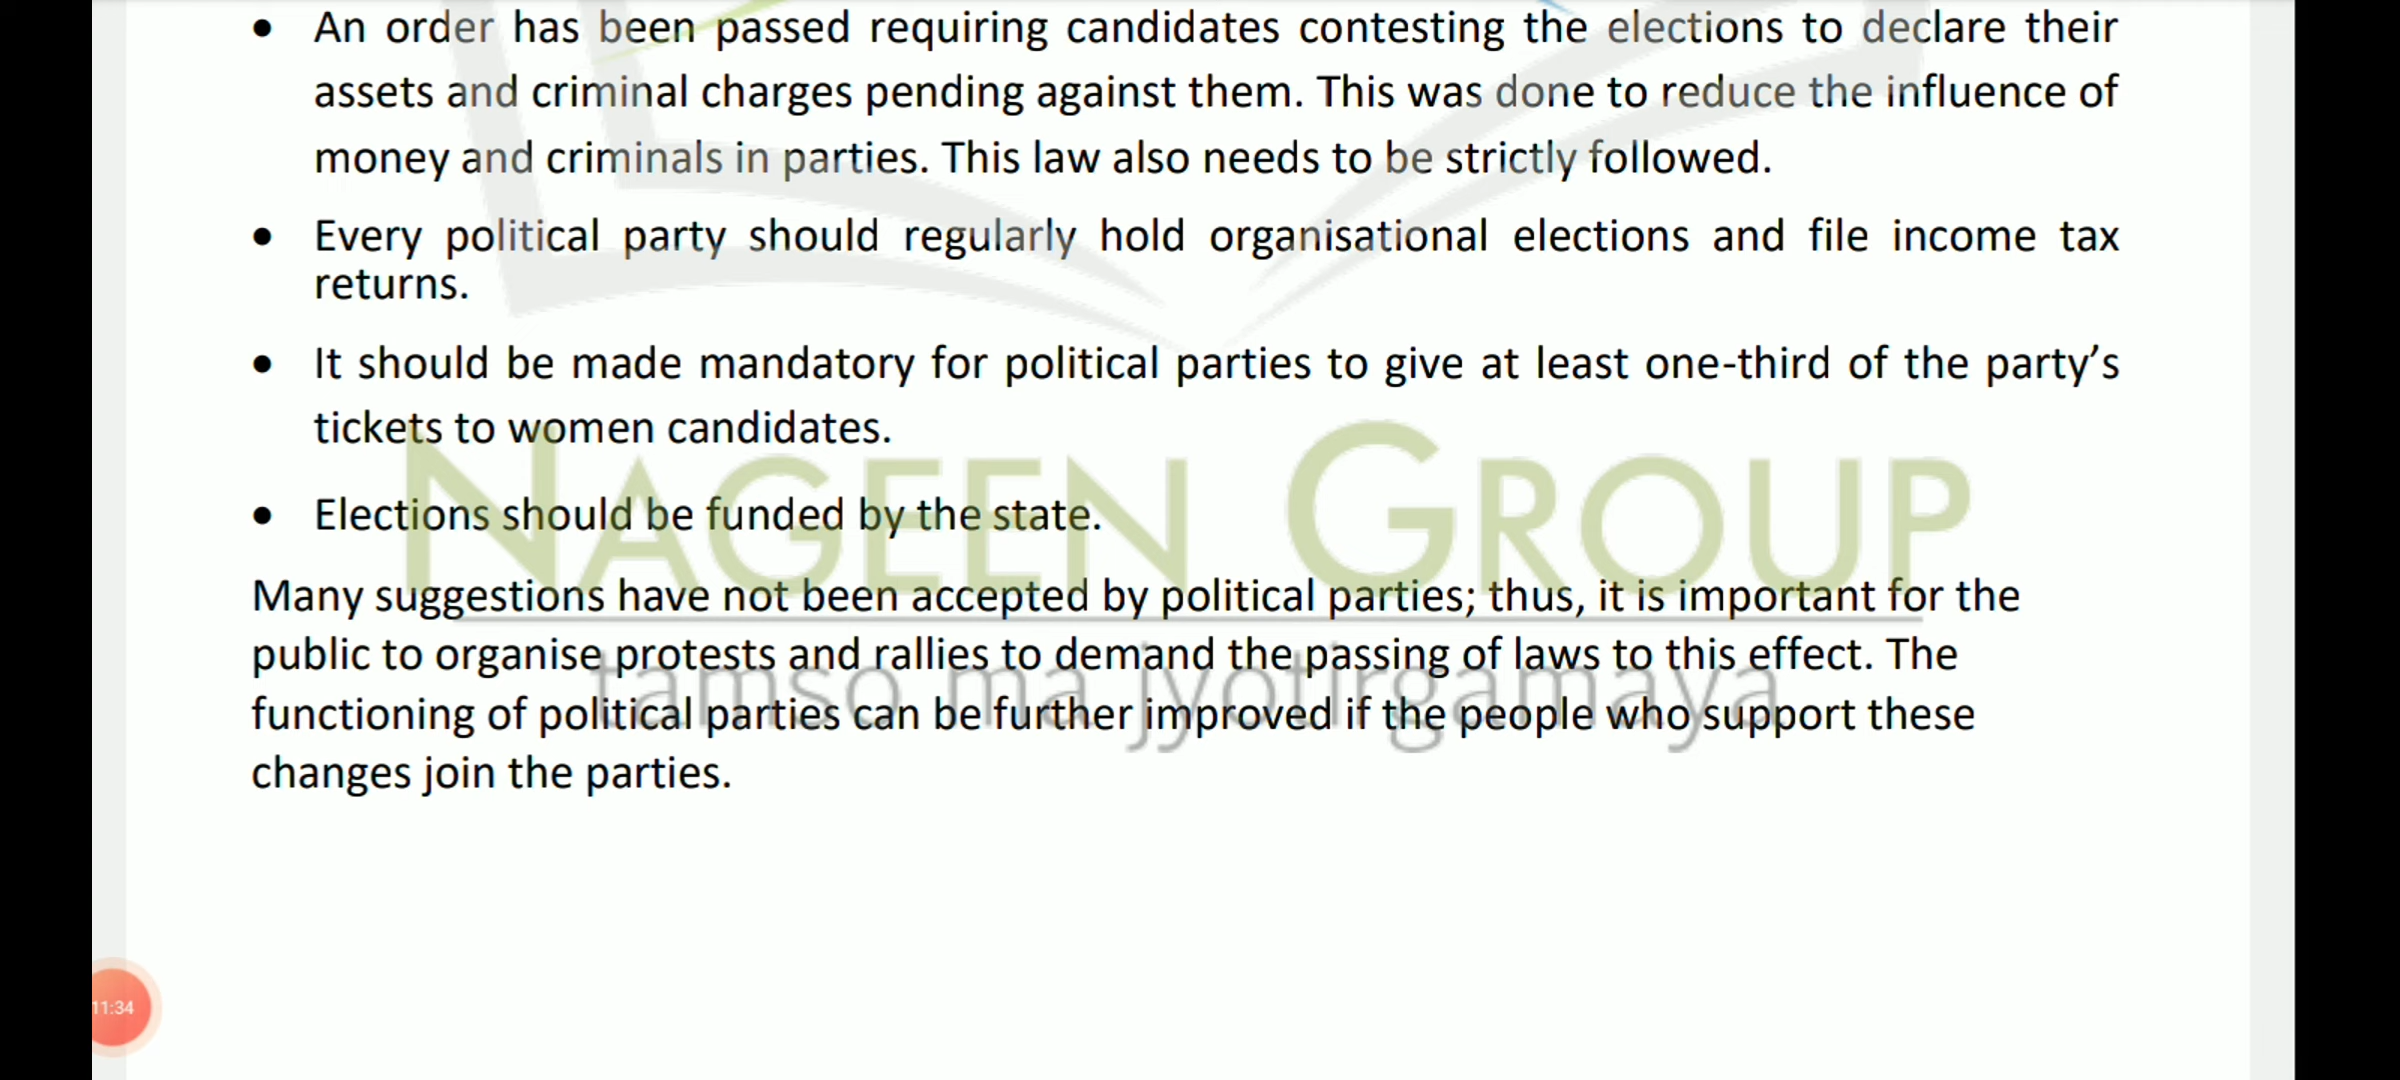 • An order has been passed requiring candidates contesting the elections to declare their
assets and criminal charges pending against them. This was done to reduce the influence of
money and criminals in parties. This law also needs to be strictly followed.
• Every political party should regularly hold organisational elections and file income tax
returns.
• It should be made mandatory for political parties to give at least one-third of the party’s
tickets to women candidates.
NAGEEN GROUP
• Elections should be funded by the state.
Many suggestions have not been accepted by political parties; thus, it is important for the
public to organise protests and rallies to demand the passing of laws to this effect. The
tamso ma jyotirgamaya
functioning of political parties can be further improved if the people who support these
changes join the parties.
11:34